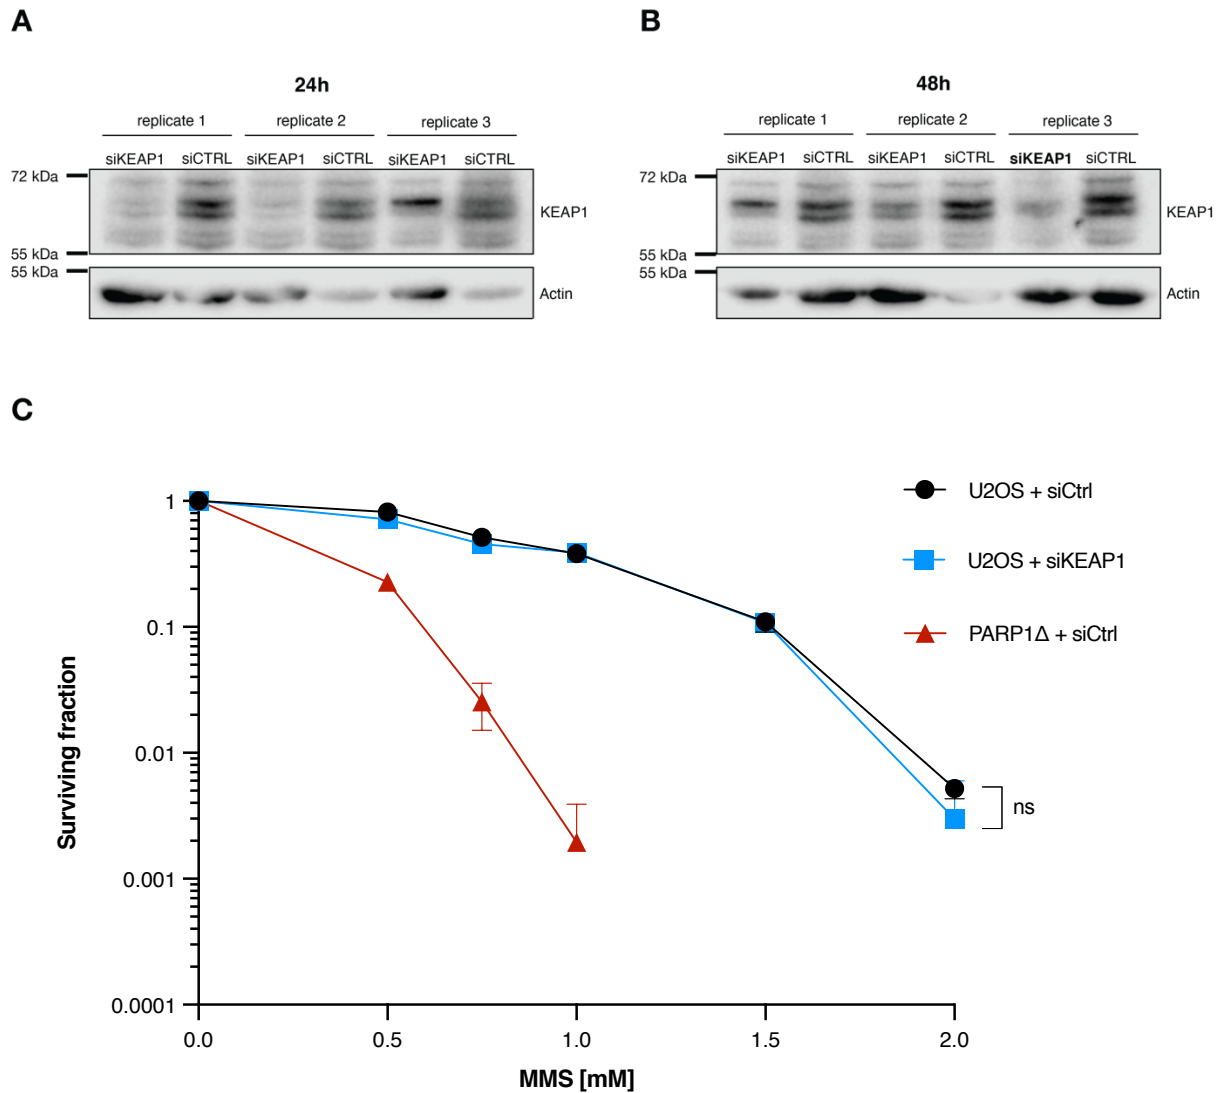 A
B
24h
48h
replicate 1 replicate 2 replicate 3
replicate 1 replicate 2 replicate 3
siKEAP1 siCTRL siKEAP1 siCTRL siKEAP1 siCTRL
siKEAP1 siCTRL siKEAP1 siCTRL siKEAP1 siCTRL
72 kDa
KEAP1
55 kDa
55 kDa
Actin
72 kDa
KEAP1
55 kDa
55 kDa
Actin
C
1
0.1
0.01
0.001
0.0001
Surviving fraction
0.0 0.5 1.0 1.5 2.0
MMS [mM]
U2OS + siCtrl
U2OS + siKEAP1
PARP1Δ + siCtrl
ns